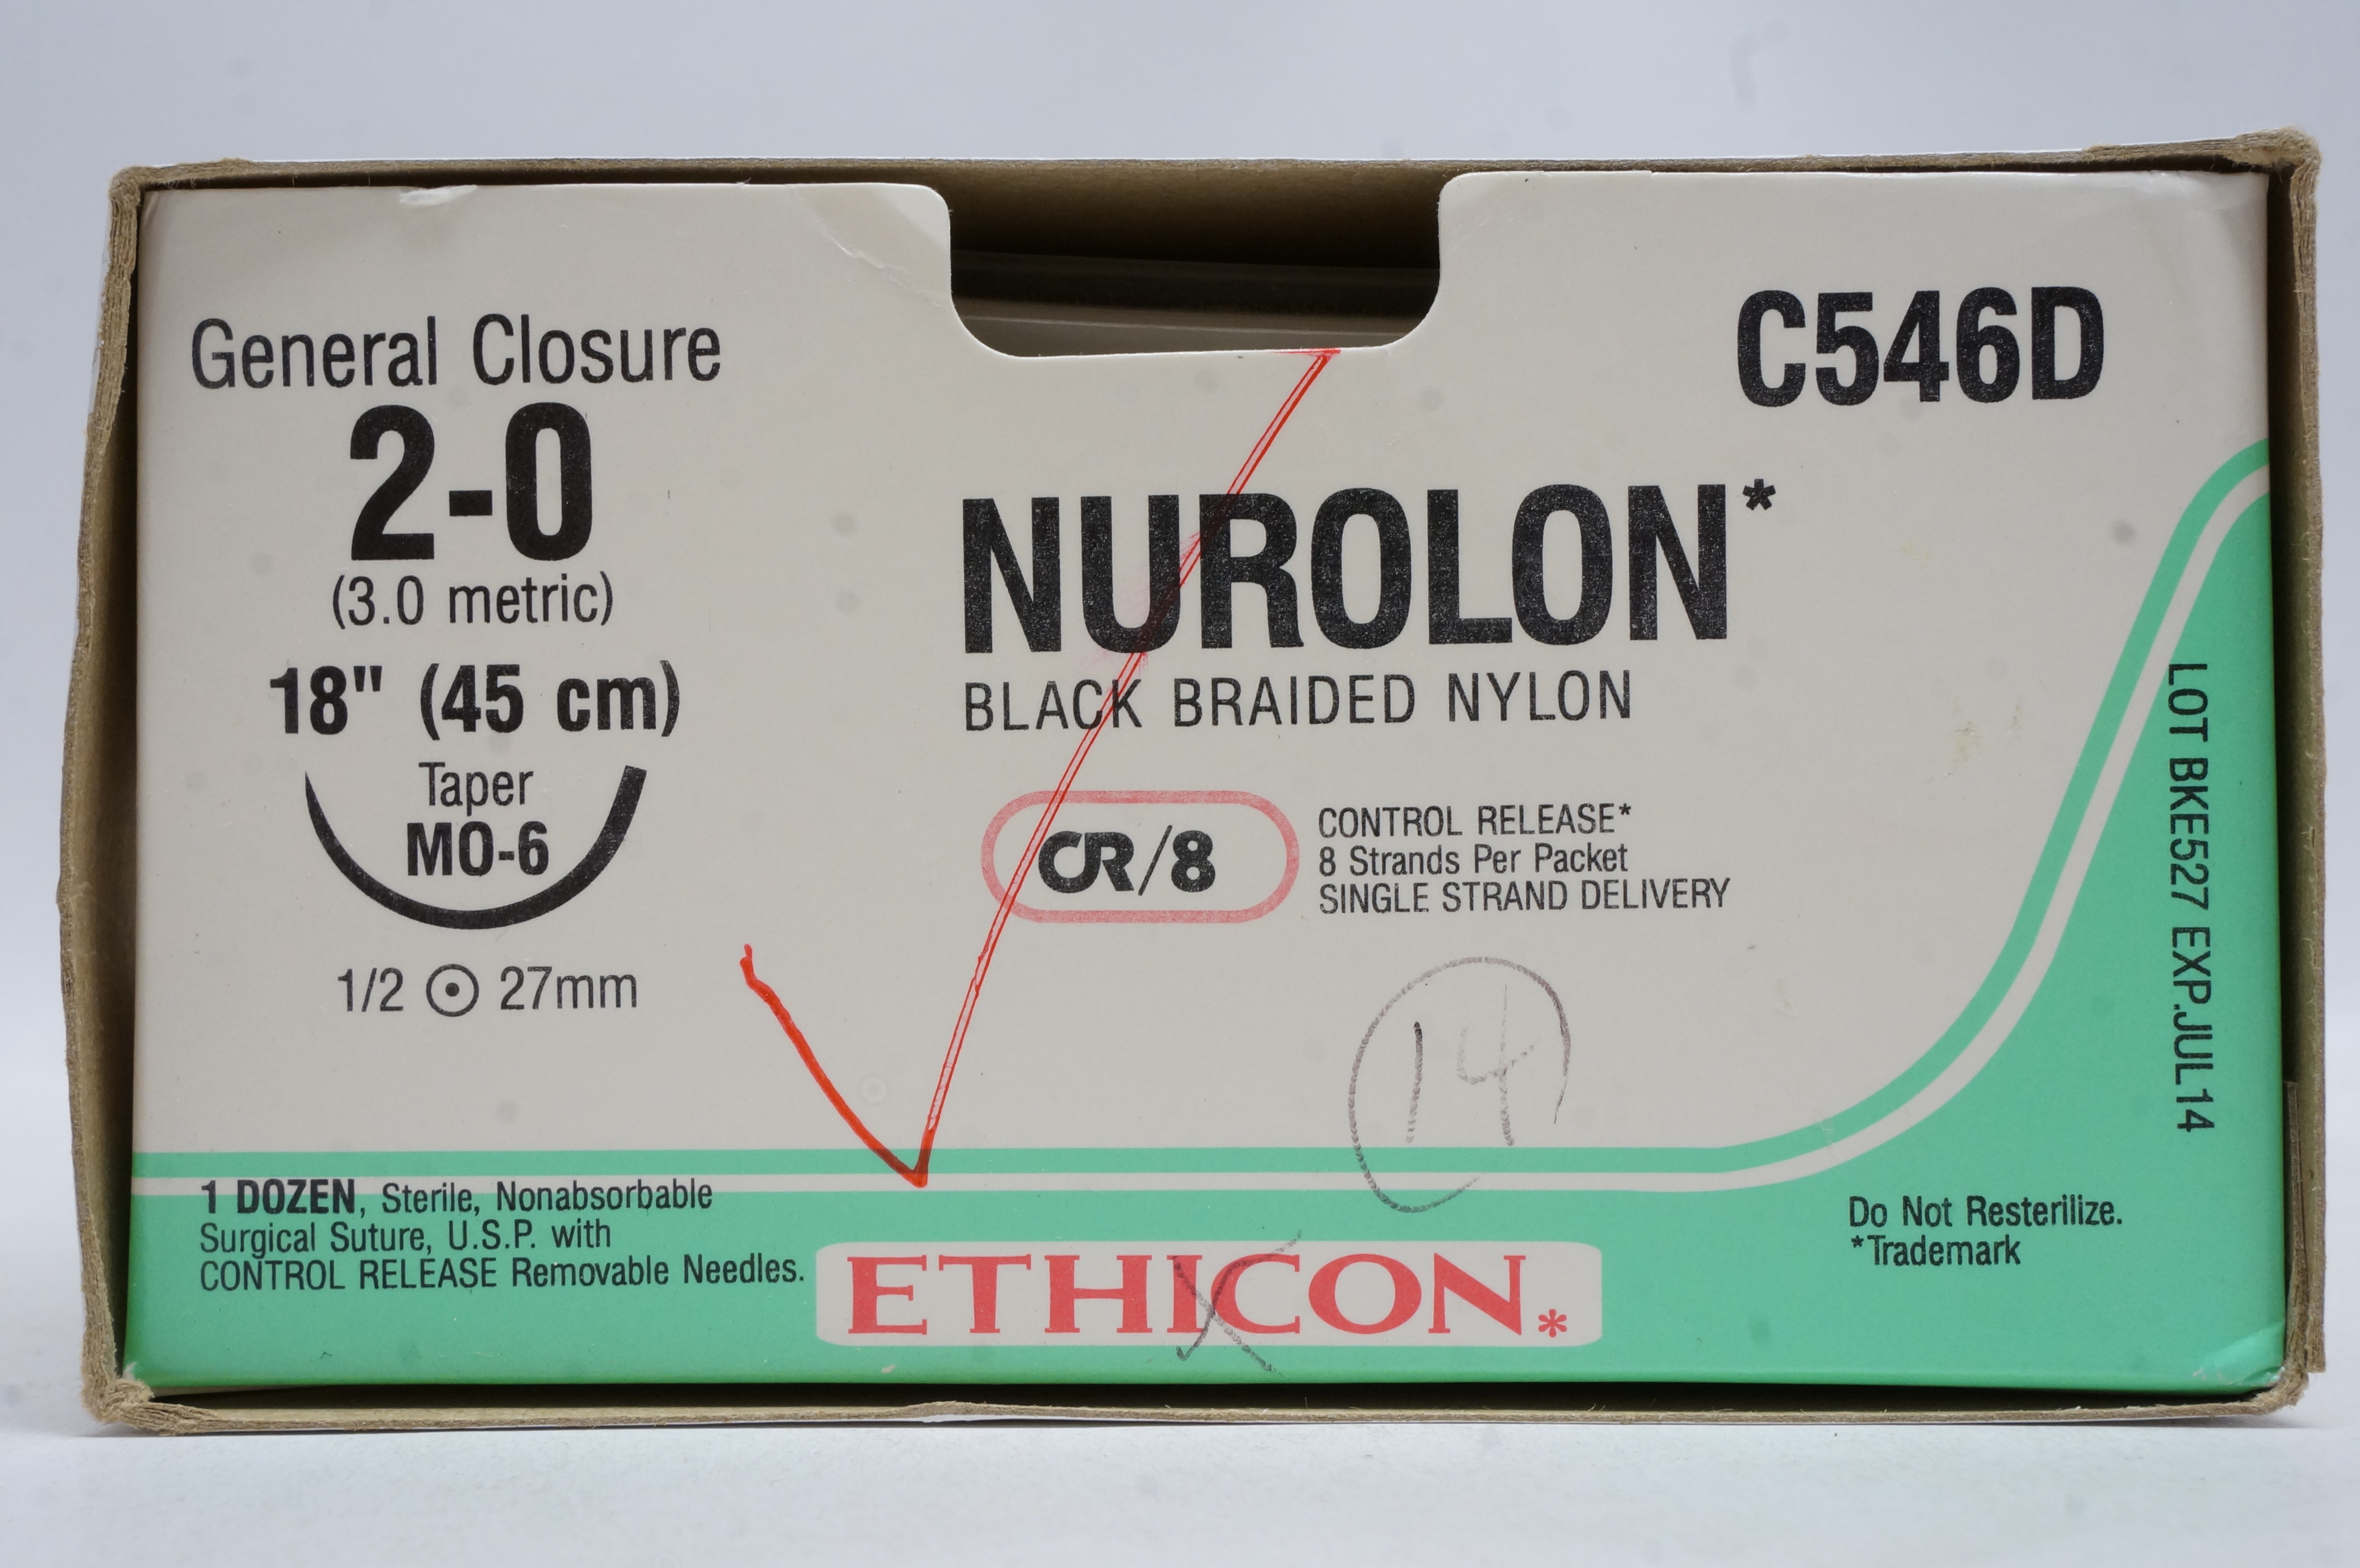 General Closure
2-0
(3.0 metric)
18" (45 cm)
Taper
MO-6
1/2 27mm
C546D
NUROLON*
BLACK BRAIDED NYLON
CR/8
CONTROL RELEASE*
8 Strands Per Packet
SINGLE STRAND DELIVERY
14
LOT BKE527 EXP.JUL 14
1 DOZEN, Sterile, Nonabsorbable
Surgical Suture, U.S.P. with
CONTROL RELEASE Removable Needles.
ETHICON*
Do Not Resterilize.
*Trademark